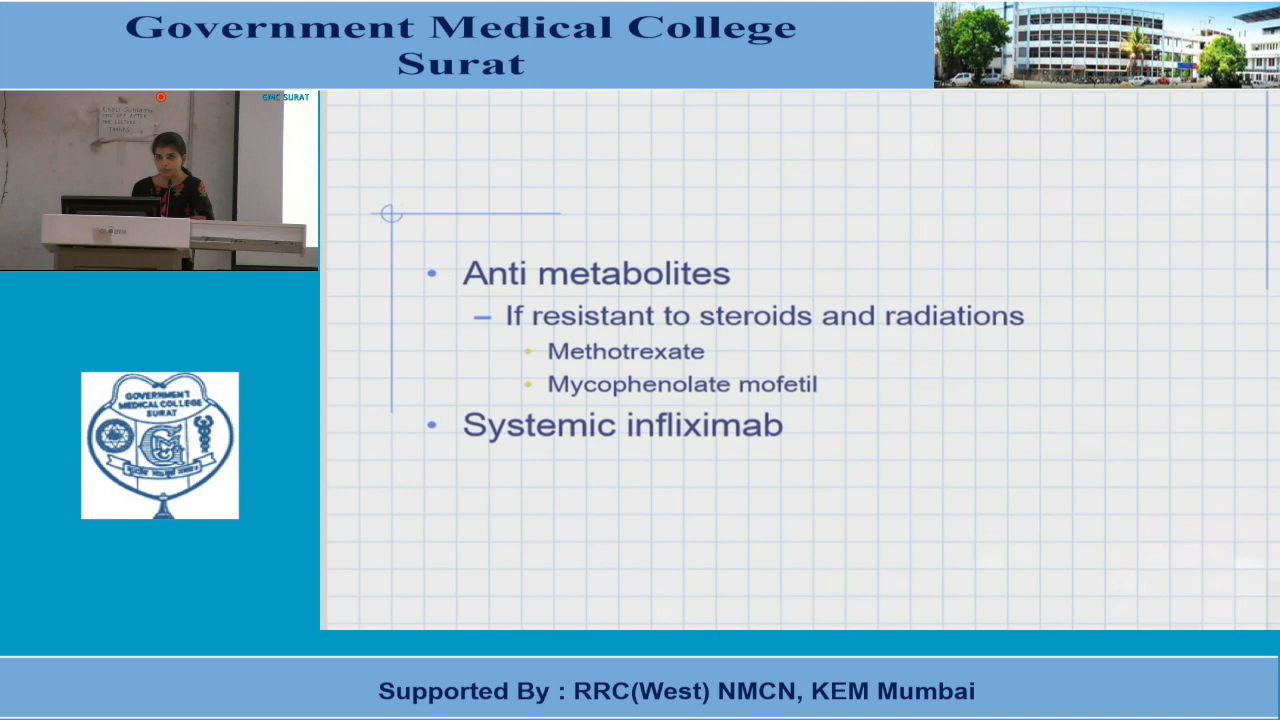 Government Medical College
Surat
GMC SURAT
Anti metabolites
If resistant to steroids and radiations
Methotrexate
Mycophenolate mofetil
Systemic infliximab
GOVERNMENT
MEDICAL COLLEGE
SURAT
Supported By : RRC(West) NMCN, KEM Mumbai